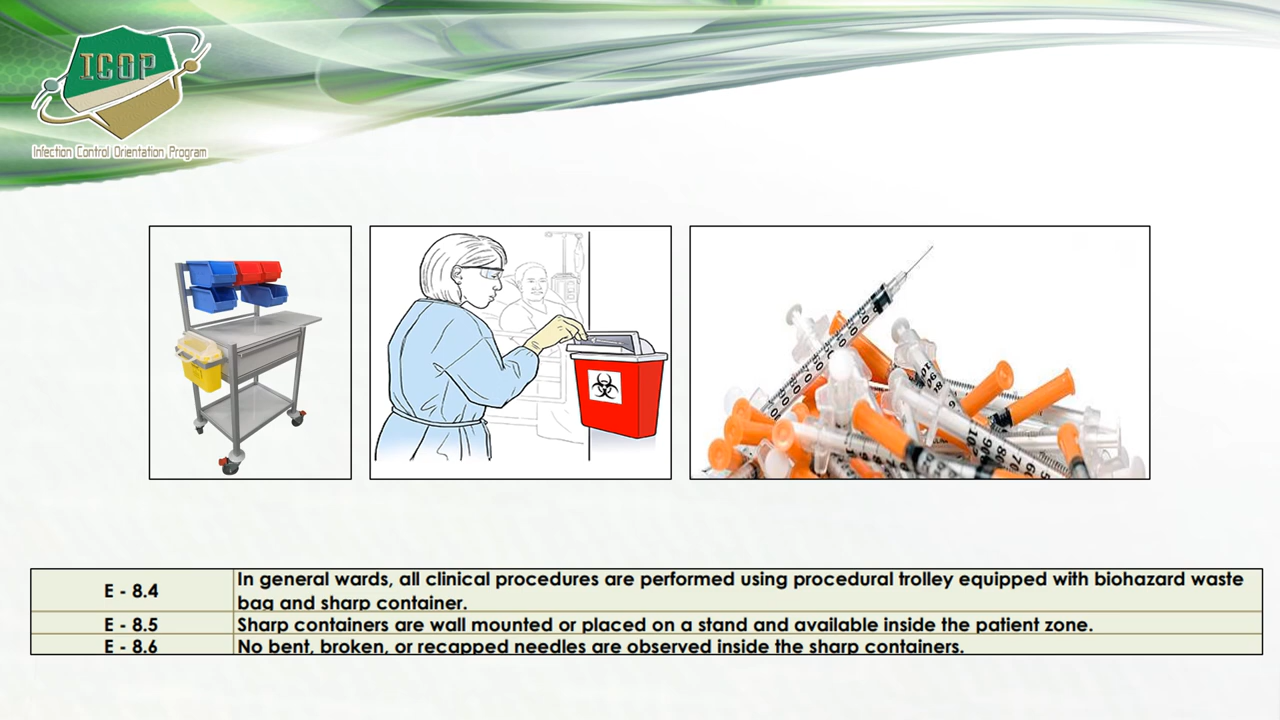 ICOP
Infection Control Orientation Program
E - 8.4
In general wards, all clinical procedures are performed using procedural trolley equipped with biohazard waste
bag and sharp container.
E - 8.5
Sharp containers are wall mounted or placed on a stand and available inside the patient zone.
E - 8.6
No bent, broken, or recapped needles are observed inside the sharp containers.